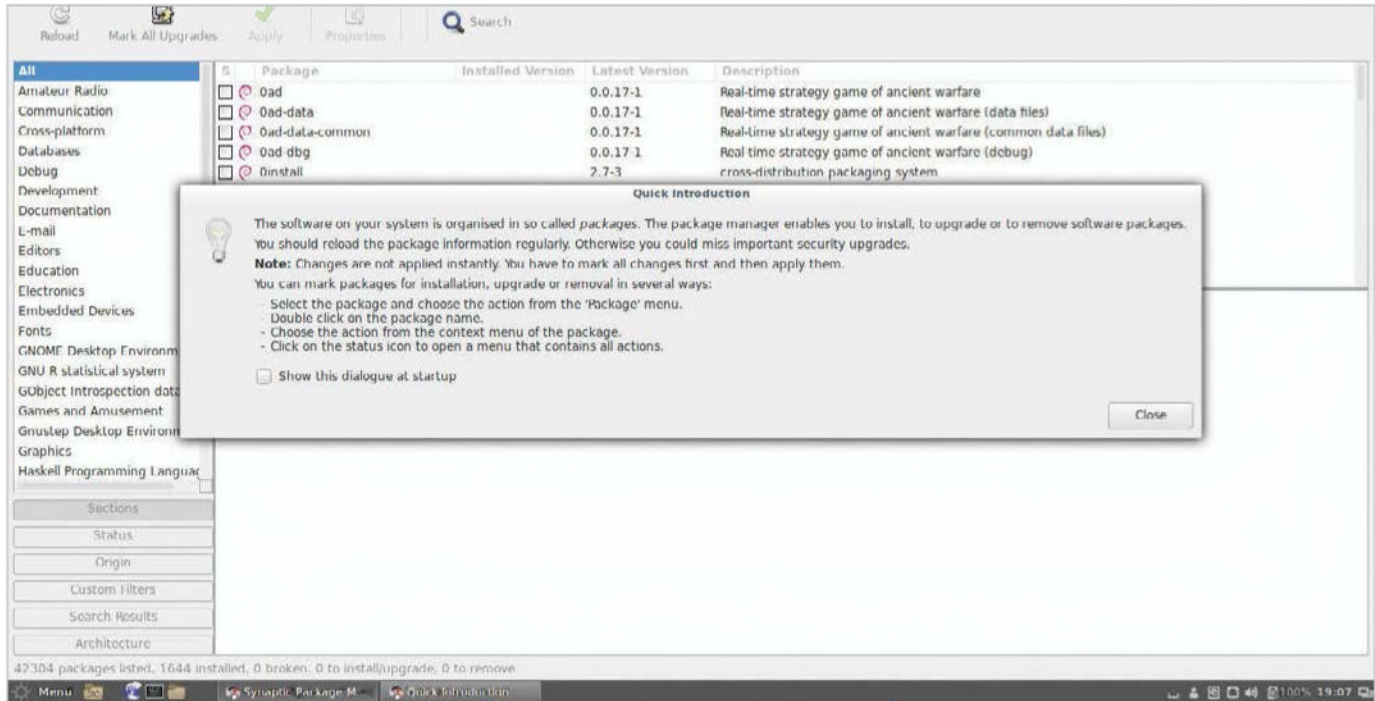 Reload Mark All Upgrades Apply Properties Search
All
Amateur Radio
Communication
Cross-platform
Databases
Debug
Development
Documentation
E-mail
Editors
Education
Electronics
Embedded Devices
Fonts
GNOME Desktop Environm
GNU R statistical system
GObject Introspection data
Games and Amusement
Gnustep Desktop Environn
Graphics
Haskell Programming Languag
Sections
Status
Origin
Custom Filters
Search Results
Architecture
S Package Installed Version Latest Version Description
0ad 0.0.17-1 Real-time strategy game of ancient warfare
0ad-data 0.0.17-1 Real-time strategy game of ancient warfare (data files)
0ad-data-common 0.0.17-1 Real-time strategy game of ancient warfare (common data files)
0ad-dbg 0.0.17-1 Real-time strategy game of ancient warfare (debug)
0install 2.7-3 cross-distribution packaging system
Quick Introduction
The software on your system is organised in so called packages. The package manager enables you to install, to upgrade or to remove software packages.
You should reload the package information regularly. Otherwise you could miss important security upgrades.
Note: Changes are not applied instantly. You have to mark all changes first and then apply them.
You can mark packages for installation, upgrade or removal in several ways:
- Select the package and choose the action from the 'Package' menu.
- Double click on the package name.
- Choose the action from the context menu of the package.
- Click on the status icon to open a menu that contains all actions.
Show this dialogue at startup
Close
42304 packages listed, 1644 installed, 0 broken. 0 to install/upgrade, 0 to remove
Menu Synaptic Package M... Quick Introduction 100% 19:07